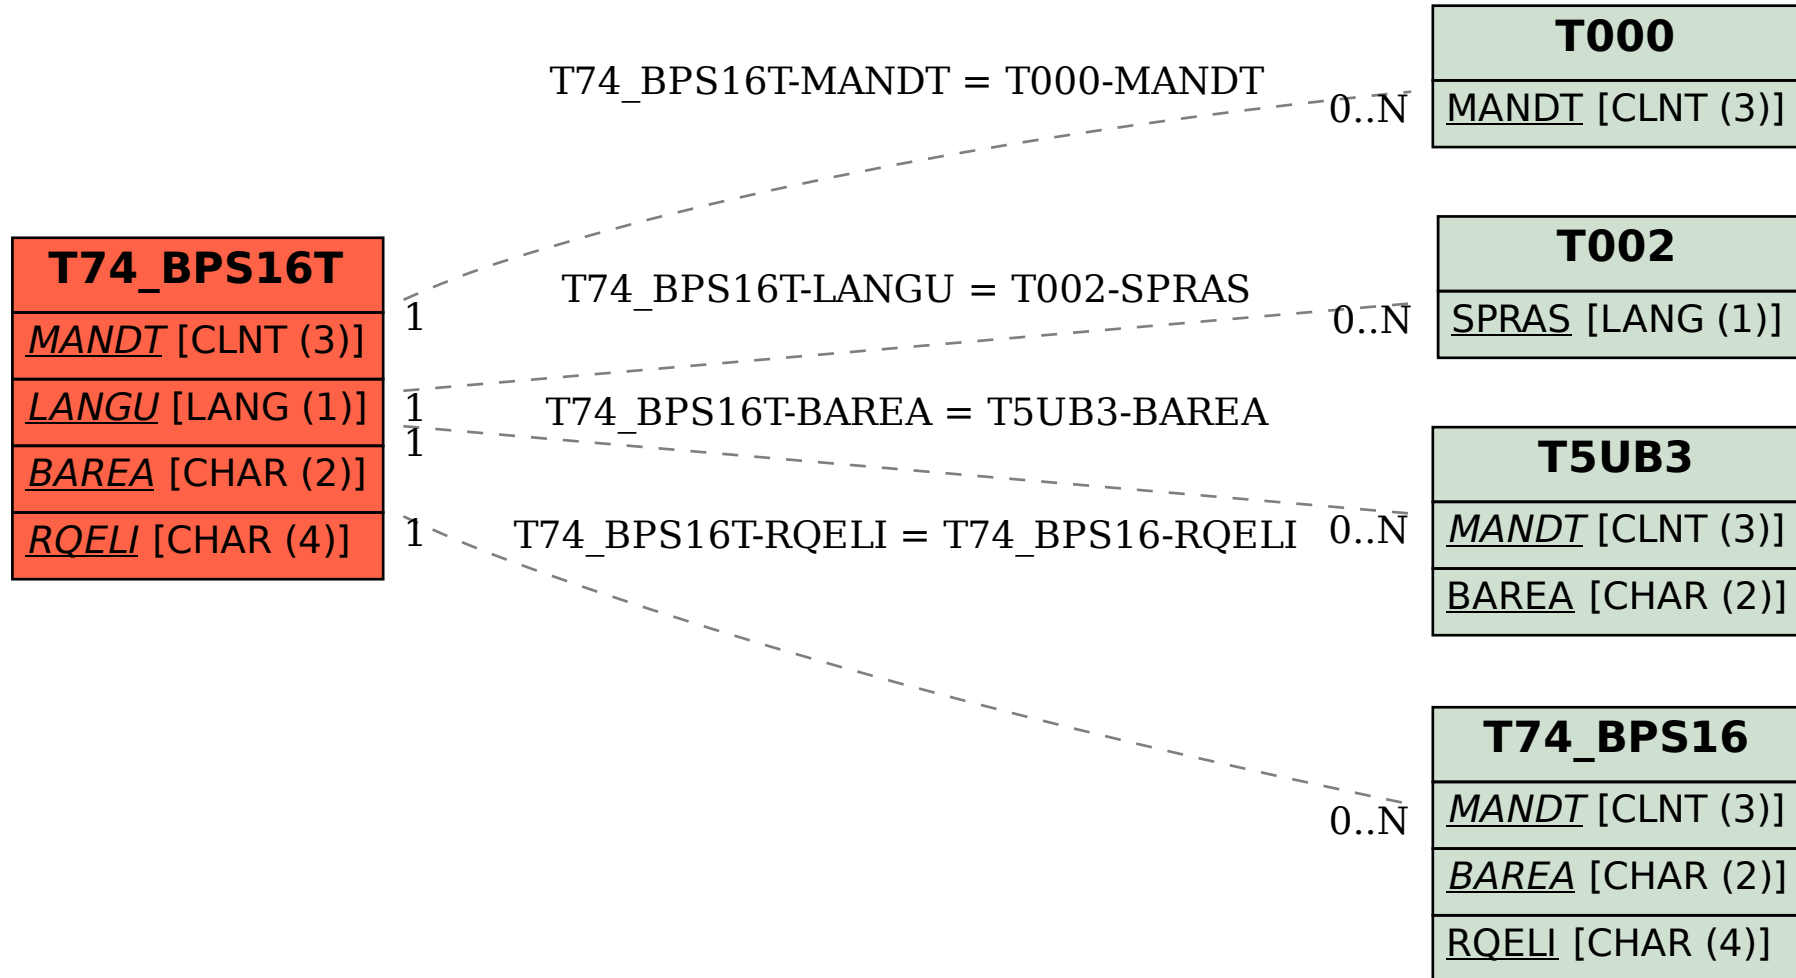 T000
T74_BPS16T-MANDT = T000-MANDT
0..N
MANDT [CLNT (3)]
T74_BPS16T
MANDT [CLNT (3)]
LANGU [LANG (1)]
BAREA [CHAR (2)]
RQELI [CHAR (4)]
1
T002
T74_BPS16T-LANGU = T002-SPRAS
0..N
SPRAS [LANG (1)]
1
T74_BPS16T-BAREA = T5UB3-BAREA
1
T5UB3
0..N
MANDT [CLNT (3)]
BAREA [CHAR (2)]
1
T74_BPS16T-RQELI = T74_BPS16-RQELI
T74_BPS16
0..N
MANDT [CLNT (3)]
BAREA [CHAR (2)]
RQELI [CHAR (4)]